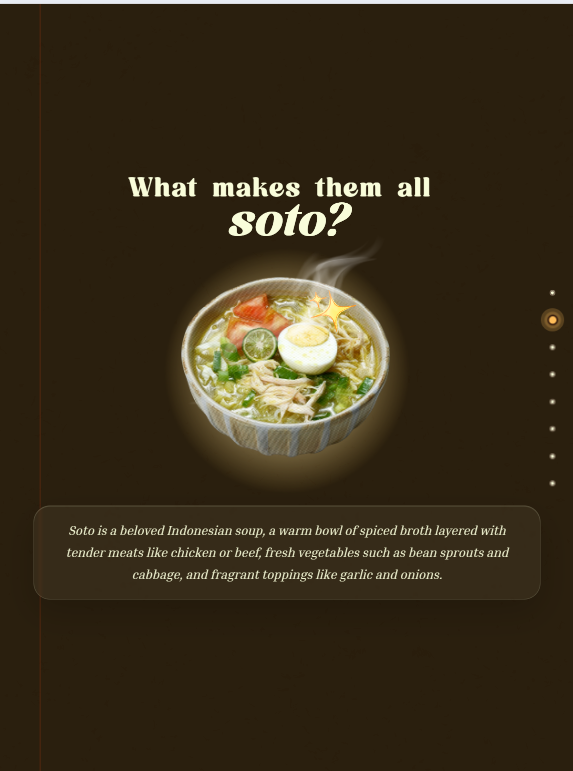 What makes them all
soto?
Soto is a beloved Indonesian soup, a warm bowl of spiced broth layered with
tender meats like chicken or beef, fresh vegetables such as bean sprouts and
cabbage, and fragrant toppings like garlic and onions.